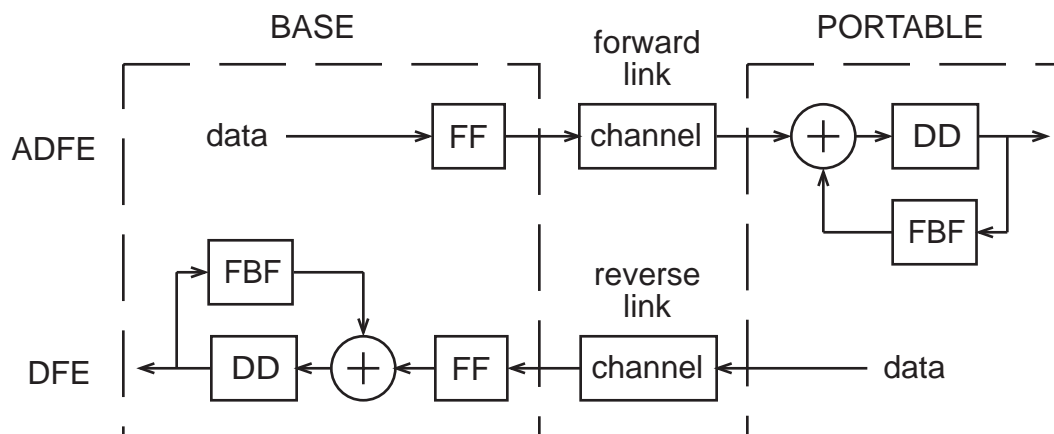 BASE
forward
link
PORTABLE
ADFE
data
FF
channel
+
DD
FBF
FBF
reverse
link
DFE
DD
+
FF
channel
data